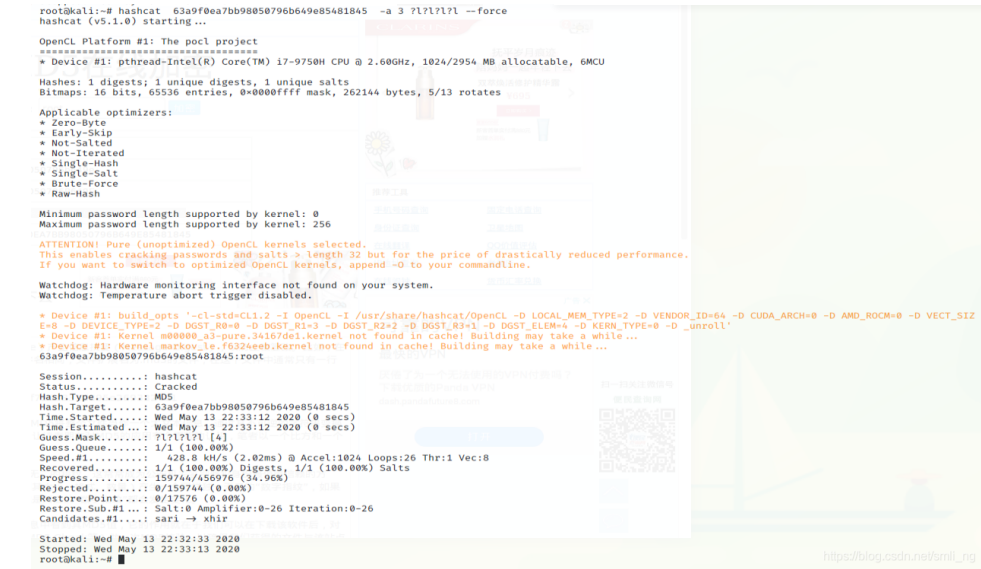 root@kali:~# hashcat  63a9f0ea7bb98050796b649e85481845  -a 3 ?l?l?l?l --force
hashcat (v5.1.0) starting...
OpenCL Platform #1: The pocl project
====================================
* Device #1: pthread-Intel(R) Core(TM) i7-9750H CPU @ 2.60GHz, 1024/2954 MB allocatable, 6MCU
Hashes: 1 digests; 1 unique digests, 1 unique salts
Bitmaps: 16 bits, 65536 entries, 0×0000ffff mask, 262144 bytes, 5/13 rotates
Applicable optimizers:
* Zero-Byte
* Early-Skip
* Not-Salted
* Not-Iterated
* Single-Hash
* Single-Salt
* Brute-Force
* Raw-Hash
Minimum password length supported by kernel: 0
Maximum password length supported by kernel: 256
ATTENTION! Pure (unoptimized) OpenCL kernels selected.
This enables cracking passwords and salts > length 32 but for the price of drastically reduced performance.
If you want to switch to optimized OpenCL kernels, append -O to your commandline.
Watchdog: Hardware monitoring interface not found on your system.
Watchdog: Temperature abort trigger disabled.
* Device #1: build_opts '-cl-std=CL1.2 -I OpenCL -I /usr/share/hashcat/OpenCL -D LOCAL_MEM_TYPE=2 -D VENDOR_ID=64 -D CUDA_ARCH=0 -D AMD_ROCM=0 -D VECT_SIZ
E=8 -D DEVICE_TYPE=2 -D DGST_R0=0 -D DGST_R1=3 -D DGST_R2=2 -D DGST_R3=1 -D DGST_ELEM=4 -D KERN_TYPE=0 -D _unroll'
* Device #1: Kernel m00000_a3-pure.34167de1.kernel not found in cache! Building may take a while...
* Device #1: Kernel markov_le.f6324eeb.kernel not found in cache! Building may take a while...
63a9f0ea7bb98050796b649e85481845:root
Session..........: hashcat
Status...........: Cracked
Hash.Type........: MD5
Hash.Target......: 63a9f0ea7bb98050796b649e85481845
Time.Started.....: Wed May 13 22:33:12 2020 (0 secs)
Time.Estimated...: Wed May 13 22:33:12 2020 (0 secs)
Guess.Mask.......: ?l?l?l?l [4]
Guess.Queue......: 1/1 (100.00%)
Speed.#1.........:   428.8 kH/s (2.02ms) @ Accel:1024 Loops:26 Thr:1 Vec:8
Recovered........: 1/1 (100.00%) Digests, 1/1 (100.00%) Salts
Progress.........: 159744/456976 (34.96%)
Rejected.........: 0/159744 (0.00%)
Restore.Point....: 0/17576 (0.00%)
Restore.Sub.#1...: Salt:0 Amplifier:0-26 Iteration:0-26
Candidates.#1....: sari → xhir
Started: Wed May 13 22:32:33 2020
Stopped: Wed May 13 22:33:13 2020
root@kali:~#
https://blog.csdn.net/smli_ng